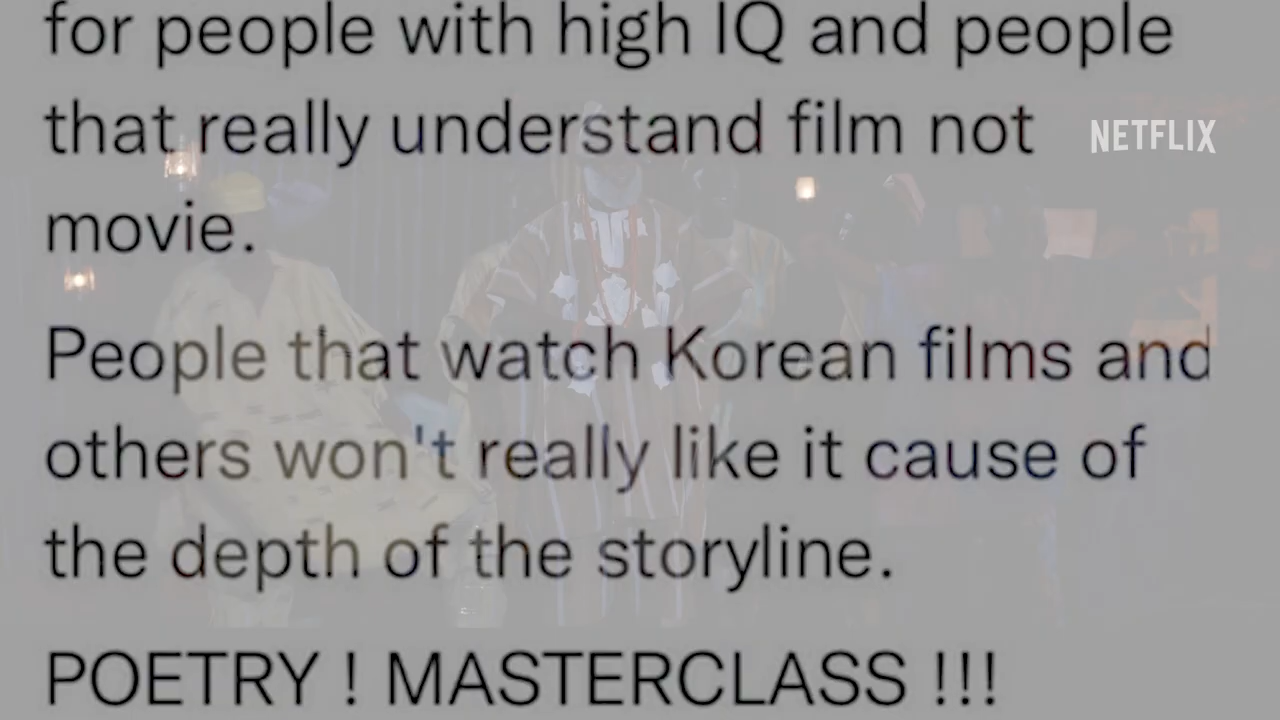 for people with high IQ and people
that really understand film not
NETFLIX
movie.
People that watch Korean films and
others won't really like it cause of
the depth of the storyline.
POETRY ! MASTERCLASS !!!